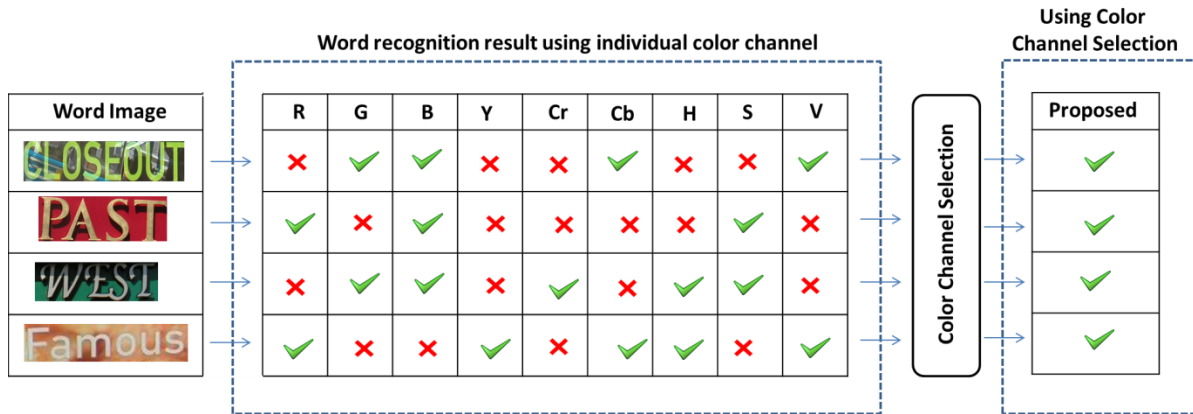 Using Color
Channel Selection
Word recognition result using individual color channel
Word Image R G B Y Cr Cb H S V Proposed
CLOSEOUT
PAST
WEST
Famous
Color Channel Selection